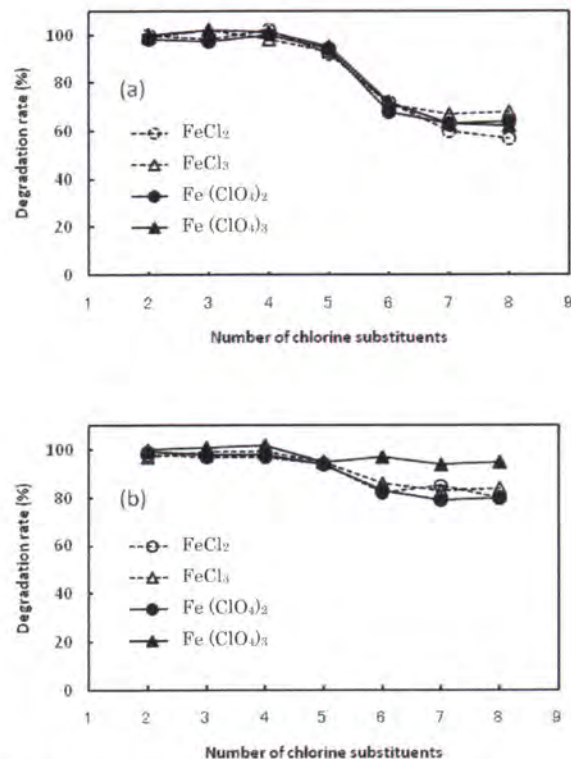 Degradation rate (%)
100
80
60
40
20
0
(a)
FeCl₂
FeCl₃
Fe (ClO₄)₂
Fe (ClO₄)₃
1 2 3 4 5 6 7 8 9
Number of chlorine substituents
Degradation rate (%)
100
80
60
40
20
0
(b)
FeCl₂
FeCl₃
Fe (ClO₄)₂
Fe (ClO₄)₃
1 2 3 4 5 6 7 8 9
Number of chlorine substituents